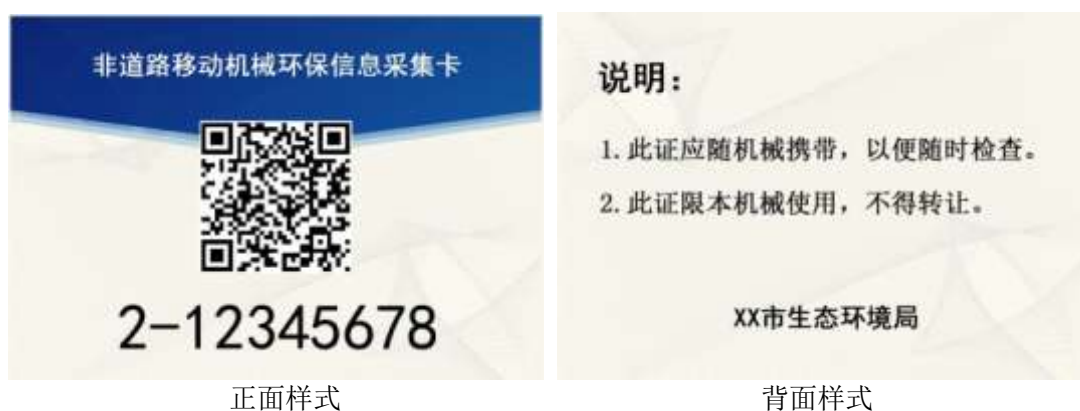 非道路移动机械环保信息采集卡
2-12345678
正面样式
说明：
1.此证应随机械携带，以便随时检查。
2.此证限本机械使用，不得转让。
XX市生态环境局
背面样式